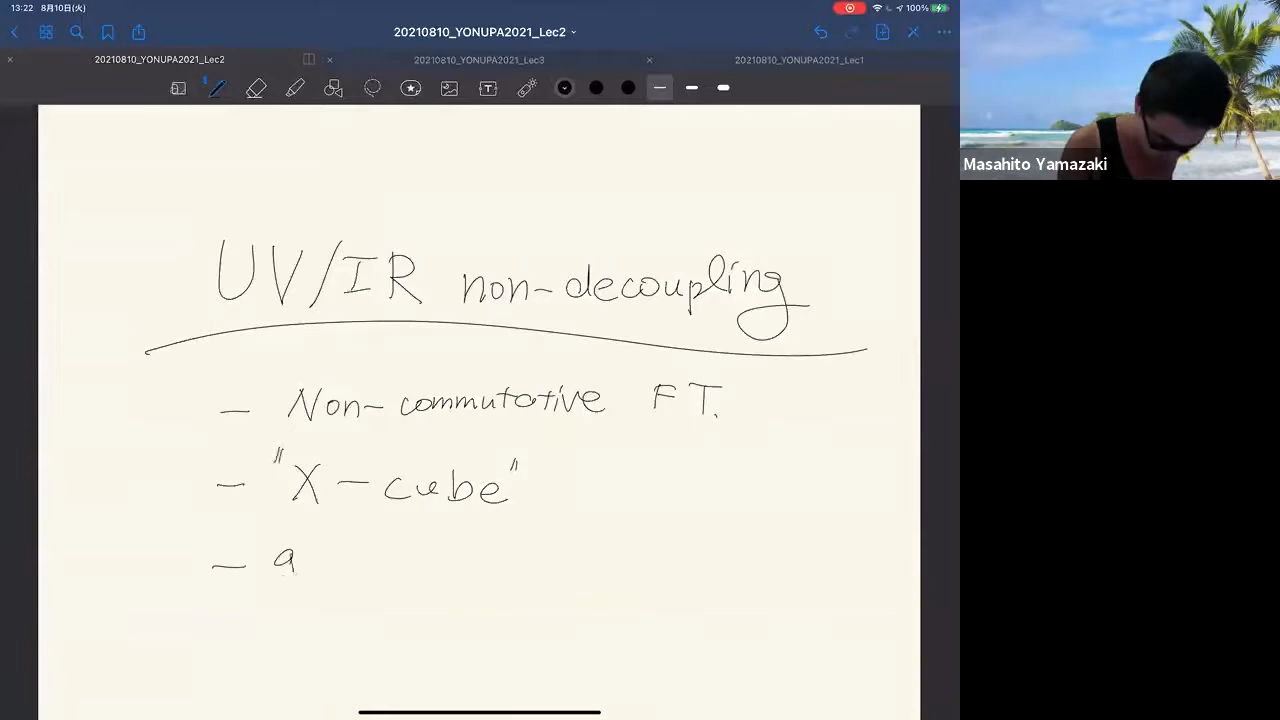 13:22 8月10日(火) 100%
20210810_YONUPA2021_Lec2
20210810_YONUPA2021_Lec2 20210810_YONUPA2021_Lec3 20210810_YONUPA2021_Lec1
Masahito Yamazaki
UV/IR non-decoupling
- Non-commutative FT.
- "X-cube"
- a